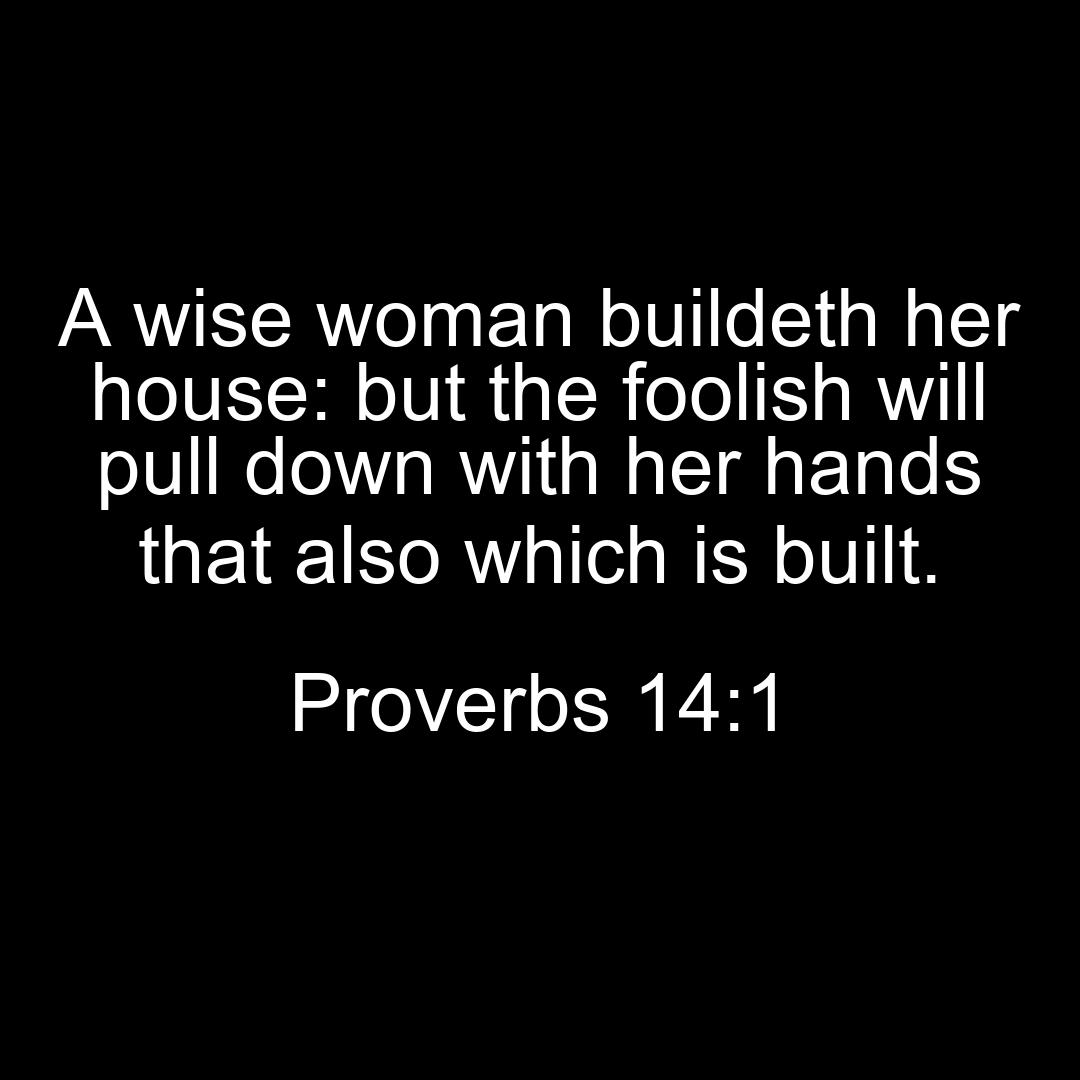 A wise woman buildeth her
house: but the foolish will
pull down with her hands
that also which is built.
Proverbs 14:1